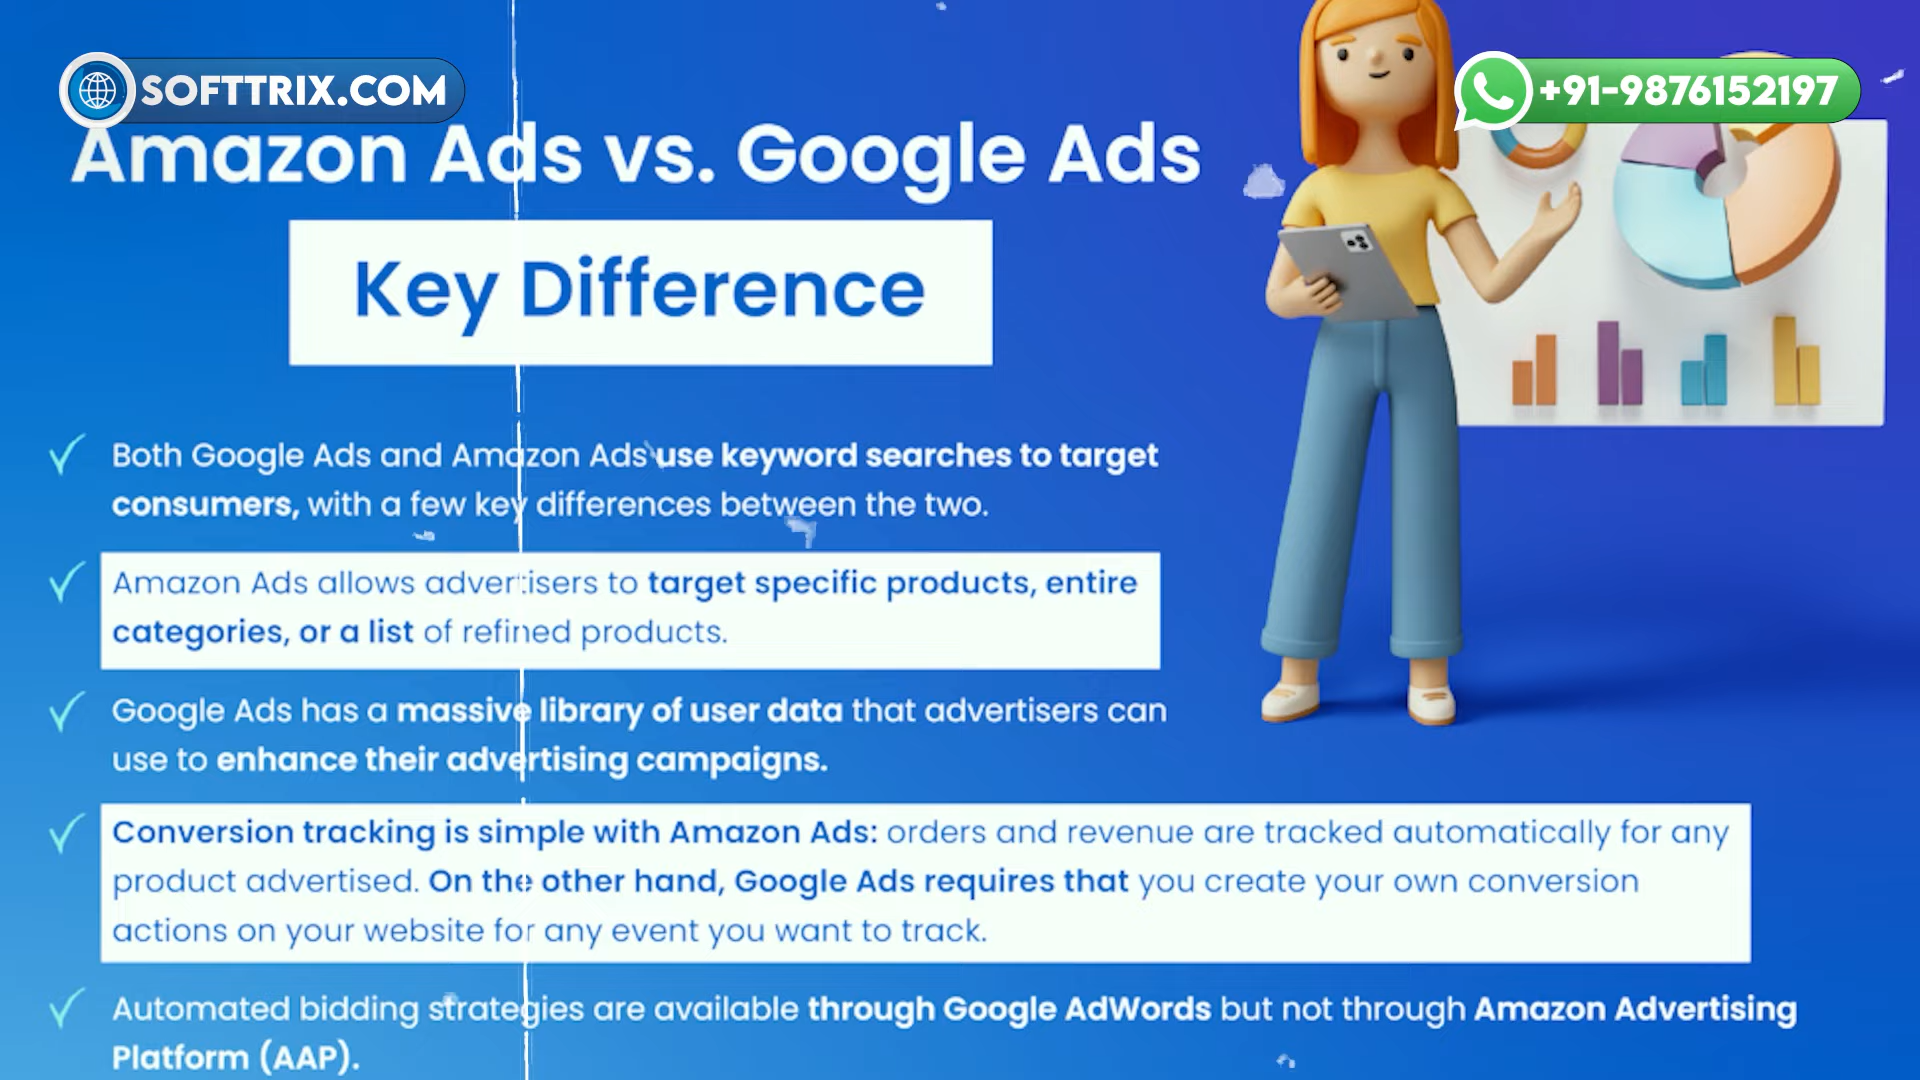 SOFTTRIX.COM
+91-9876152197
Amazon Ads vs. Google Ads
Key Difference
Both Google Ads and Amazon Ads use keyword searches to target
consumers, with a few key differences between the two.
Amazon Ads allows advertisers to target specific products, entire
categories, or a list of refined products.
Google Ads has a massive library of user data that advertisers can
use to enhance their advertising campaigns.
Conversion tracking is simple with Amazon Ads: orders and revenue are tracked automatically for any
product advertised. On the other hand, Google Ads requires that you create your own conversion
actions on your website for any event you want to track.
Automated bidding strategies are available through Google AdWords but not through Amazon Advertising
Platform (AAP).